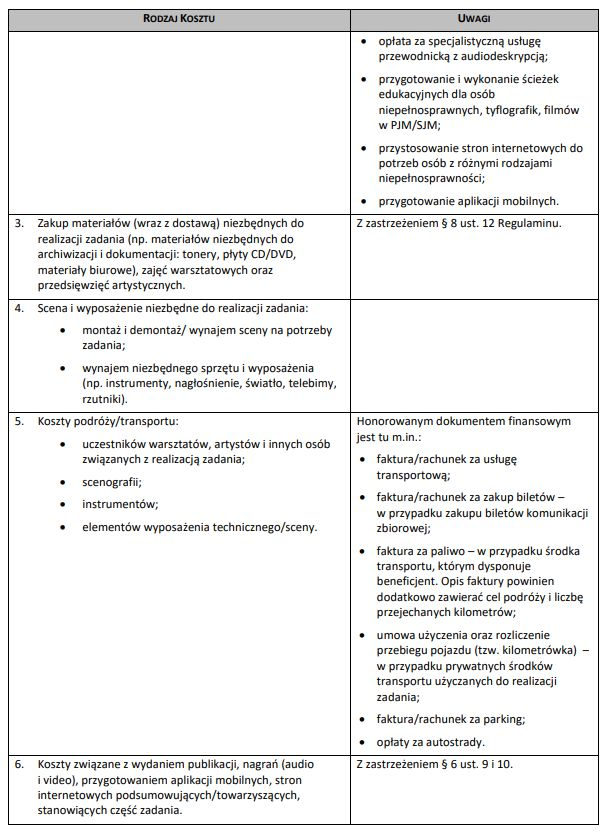 RODZAJ KOSZTU
UWAGI
• opłata za specjalistyczną usługę
przewodnicką z audiodeskrypcją;
• przygotowanie i wykonanie ścieżek
edukacyjnych dla osób
niepełnosprawnych, tyflografik, filmów
w PJM/SJM;
• przystosowanie stron internetowych do
potrzeb osób z różnymi rodzajami
niepełnosprawności;
• przygotowanie aplikacji mobilnych.
3. Zakup materiałów (wraz z dostawą) niezbędnych do
realizacji zadania (np. materiałów niezbędnych do
archiwizacji i dokumentacji: tonery, płyty CD/DVD,
materiały biurowe), zajęć warsztatowych oraz
przedsięwzięć artystycznych.
Z zastrzeżeniem § 8 ust. 12 Regulaminu.
4. Scena i wyposażenie niezbędne do realizacji zadania:
• montaż i demontaż/ wynajem sceny na potrzeby
zadania;
• wynajem niezbędnego sprzętu i wyposażenia
(np. instrumenty, nagłośnienie, światło, telebimy,
rzutniki).
5. Koszty podróży/transportu:
• uczestników warsztatów, artystów i innych osób
związanych z realizacją zadania;
• scenografii;
• instrumentów;
• elementów wyposażenia technicznego/sceny.
Honorowanym dokumentem finansowym
jest tu m.in.:
• faktura/rachunek za usługę
transportową;
• faktura/rachunek za zakup biletów –
w przypadku zakupu biletów komunikacji
zbiorowej;
• faktura za paliwo – w przypadku środka
transportu, którym dysponuje
beneficjent. Opis faktury powinien
dodatkowo zawierać cel podróży i liczbę
przejechanych kilometrów;
• umowa użyczenia oraz rozliczenie
przebiegu pojazdu (tzw. kilometrówka) –
w przypadku prywatnych środków
transportu użyczanych do realizacji
zadania;
• faktura/rachunek za parking;
• opłaty za autostrady.
6. Koszty związane z wydaniem publikacji, nagrań (audio
i video), przygotowaniem aplikacji mobilnych, stron
internetowych podsumowujących/towarzyszących,
stanowiących część zadania.
Z zastrzeżeniem § 6 ust. 9 i 10.